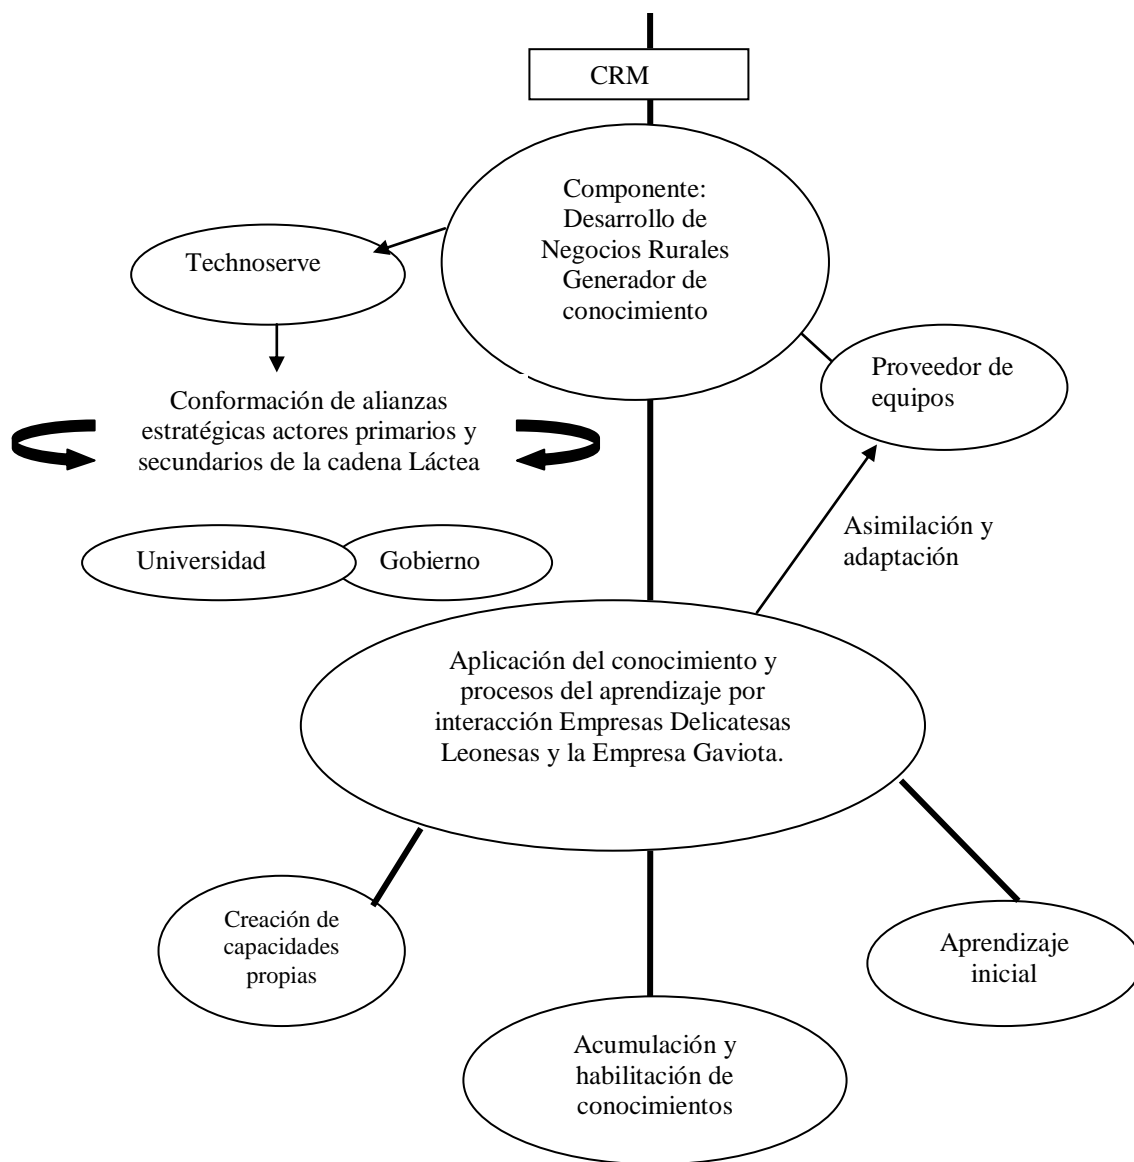 CRM
Componente:
Desarrollo de
Negocios Rurales
Generador de
conocimiento
Technoserve
Proveedor de
equipos
Conformación de alianzas
estratégicas actores primarios y
secundarios de la cadena Láctea
Asimilación y
adaptación
Universidad
Gobierno
Aplicación del conocimiento y
procesos del aprendizaje por
interacción Empresas Delicatesas
Leonesas y la Empresa Gaviota.
Creación de
capacidades
propias
Aprendizaje
inicial
Acumulación y
habilitación de
conocimientos